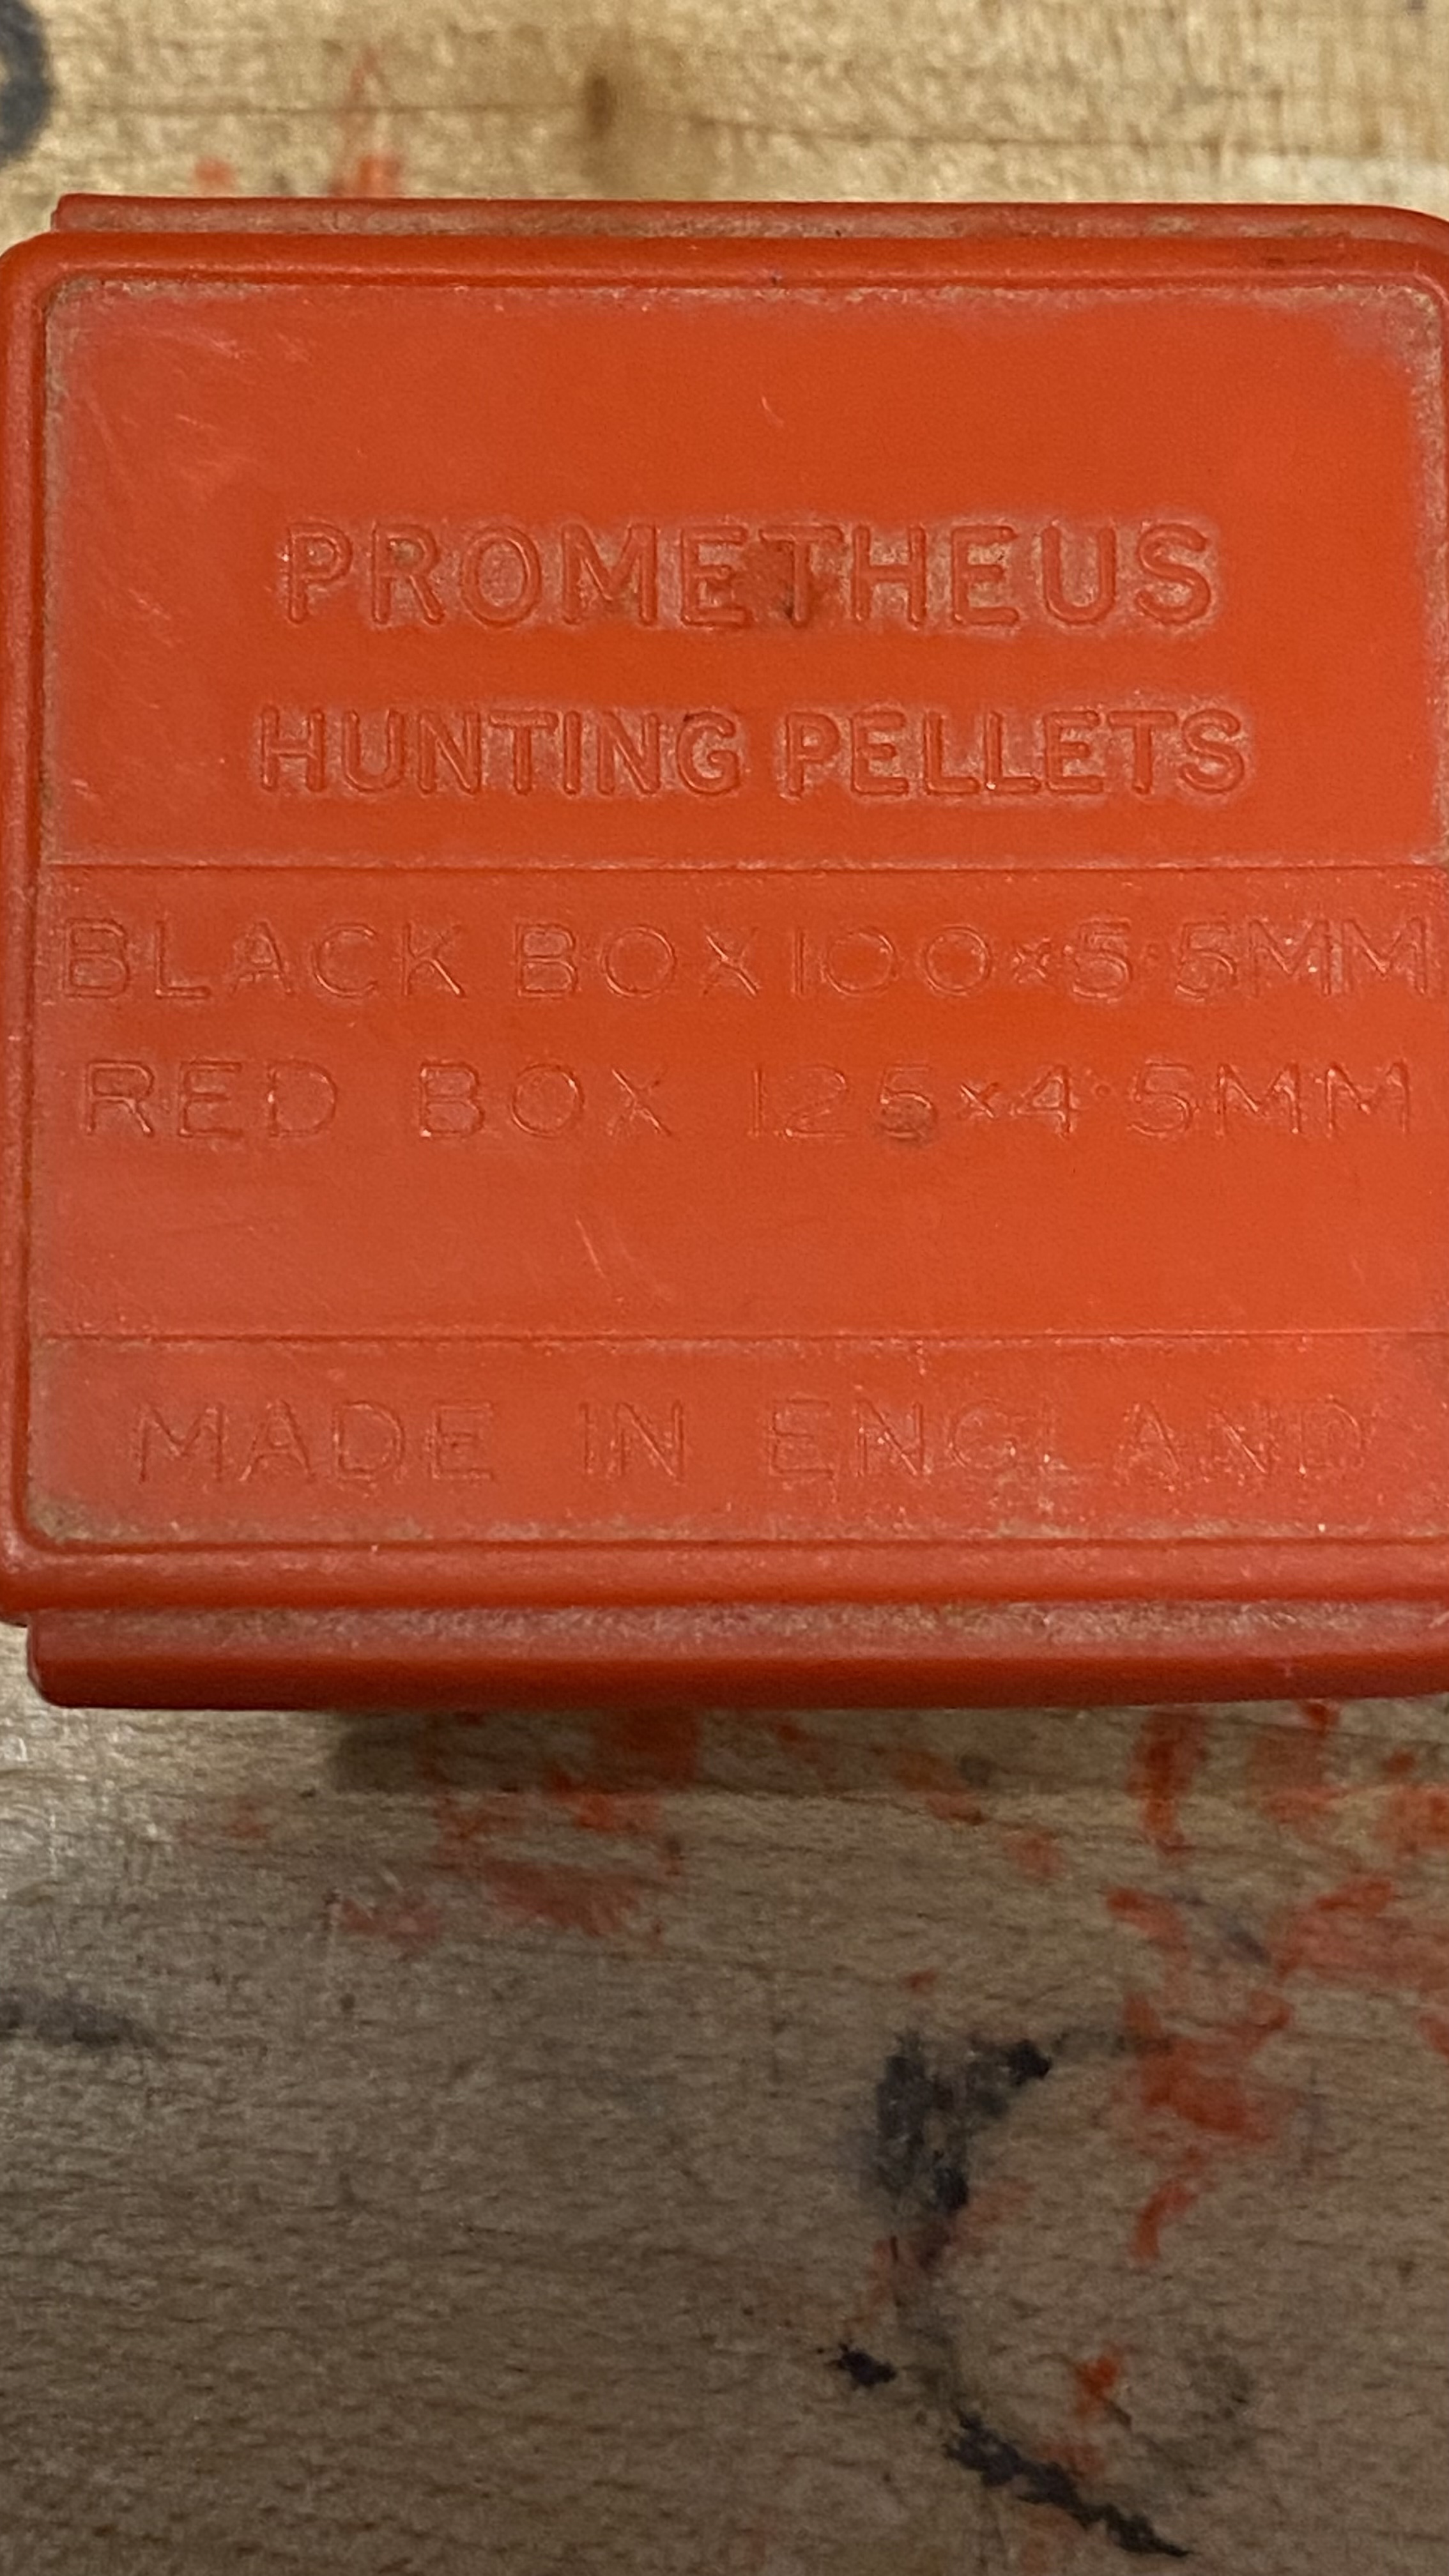 PROMETHEUS
HUNTING PELLETS
BLACK BOX 100×5·5MM
RED BOX 125×4·5MM
MADE IN ENGLAND